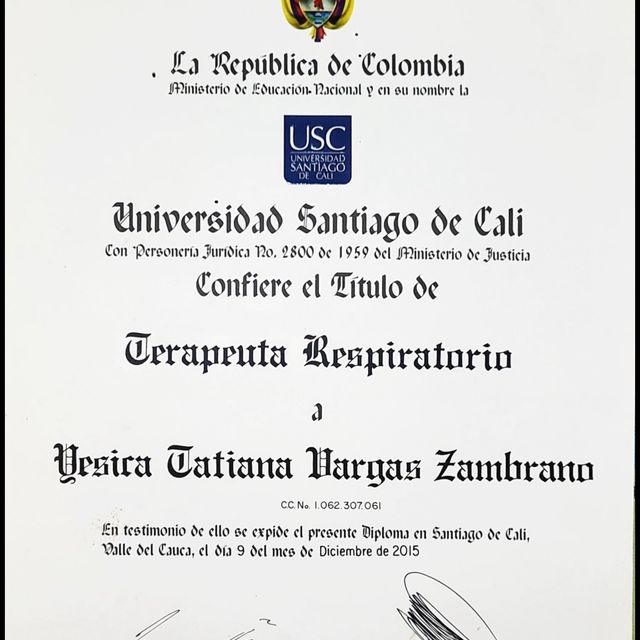 La República de Colombia
Ministerio de Educación Nacional y en su nombre la
USC
UNIVERSIDAD
SANTIAGO
DE CALI
Universidad Santiago de Cali
Con Personería Jurídica No. 2800 de 1959 del Ministerio de Justicia
Confiere el Título de
Terapeuta Respiratorio
a
Yesica Tatiana Vargas Zambrano
C.C. No. 1.062.307.061
En testimonio de ello se expide el presente Diploma en Santiago de Cali,
Valle del Cauca, el día 9 del mes de Diciembre de 2015